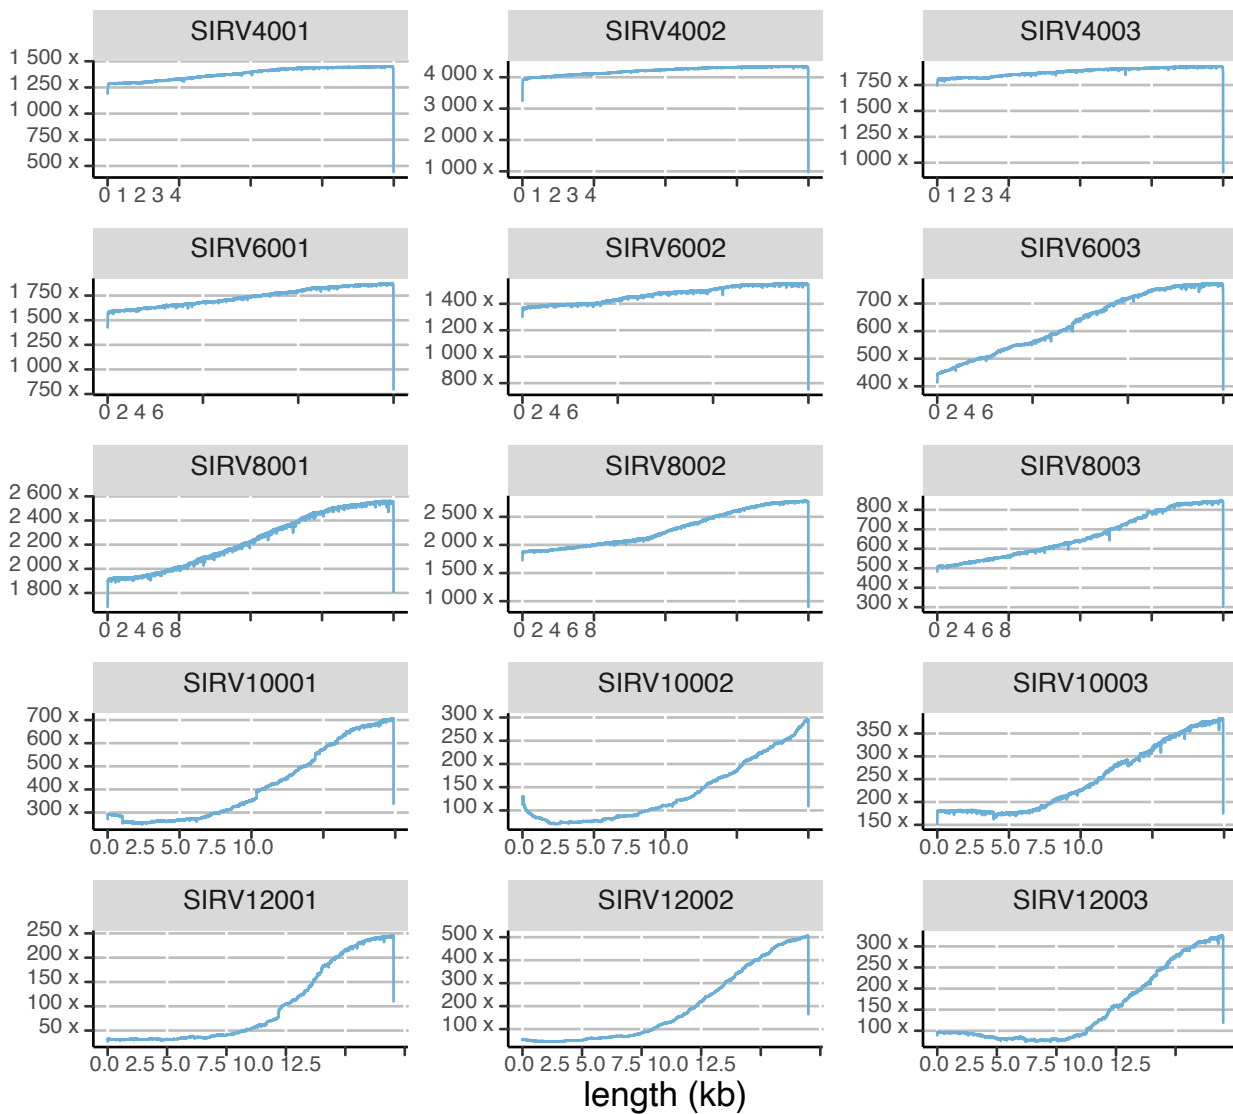 SIRV4001 SIRV4002 SIRV4003
1 500 x
1 250 x
1 000 x
750 x
500 x
0 1 2 3 4
4 000 x
3 000 x
2 000 x
1 000 x
0 1 2 3 4
1 750 x
1 500 x
1 250 x
1 000 x
0 1 2 3 4
SIRV6001 SIRV6002 SIRV6003
1 750 x
1 500 x
1 250 x
1 000 x
750 x
0 2 4 6
1 400 x
1 200 x
1 000 x
800 x
0 2 4 6
700 x
600 x
500 x
400 x
0 2 4 6
SIRV8001 SIRV8002 SIRV8003
2 600 x
2 400 x
2 200 x
2 000 x
1 800 x
0 2 4 6 8
2 500 x
2 000 x
1 500 x
1 000 x
0 2 4 6 8
800 x
700 x
600 x
500 x
400 x
300 x
0 2 4 6 8
SIRV10001 SIRV10002 SIRV10003
700 x
600 x
500 x
400 x
300 x
0.0 2.5 5.0 7.5 10.0
300 x
250 x
200 x
150 x
100 x
0.0 2.5 5.0 7.5 10.0
350 x
300 x
250 x
200 x
150 x
0.0 2.5 5.0 7.5 10.0
SIRV12001 SIRV12002 SIRV12003
250 x
200 x
150 x
100 x
50 x
0.0 2.5 5.0 7.5 10.0 12.5
500 x
400 x
300 x
200 x
100 x
0.0 2.5 5.0 7.5 10.0 12.5
300 x
250 x
200 x
150 x
100 x
0.0 2.5 5.0 7.5 10.0 12.5
length (kb)